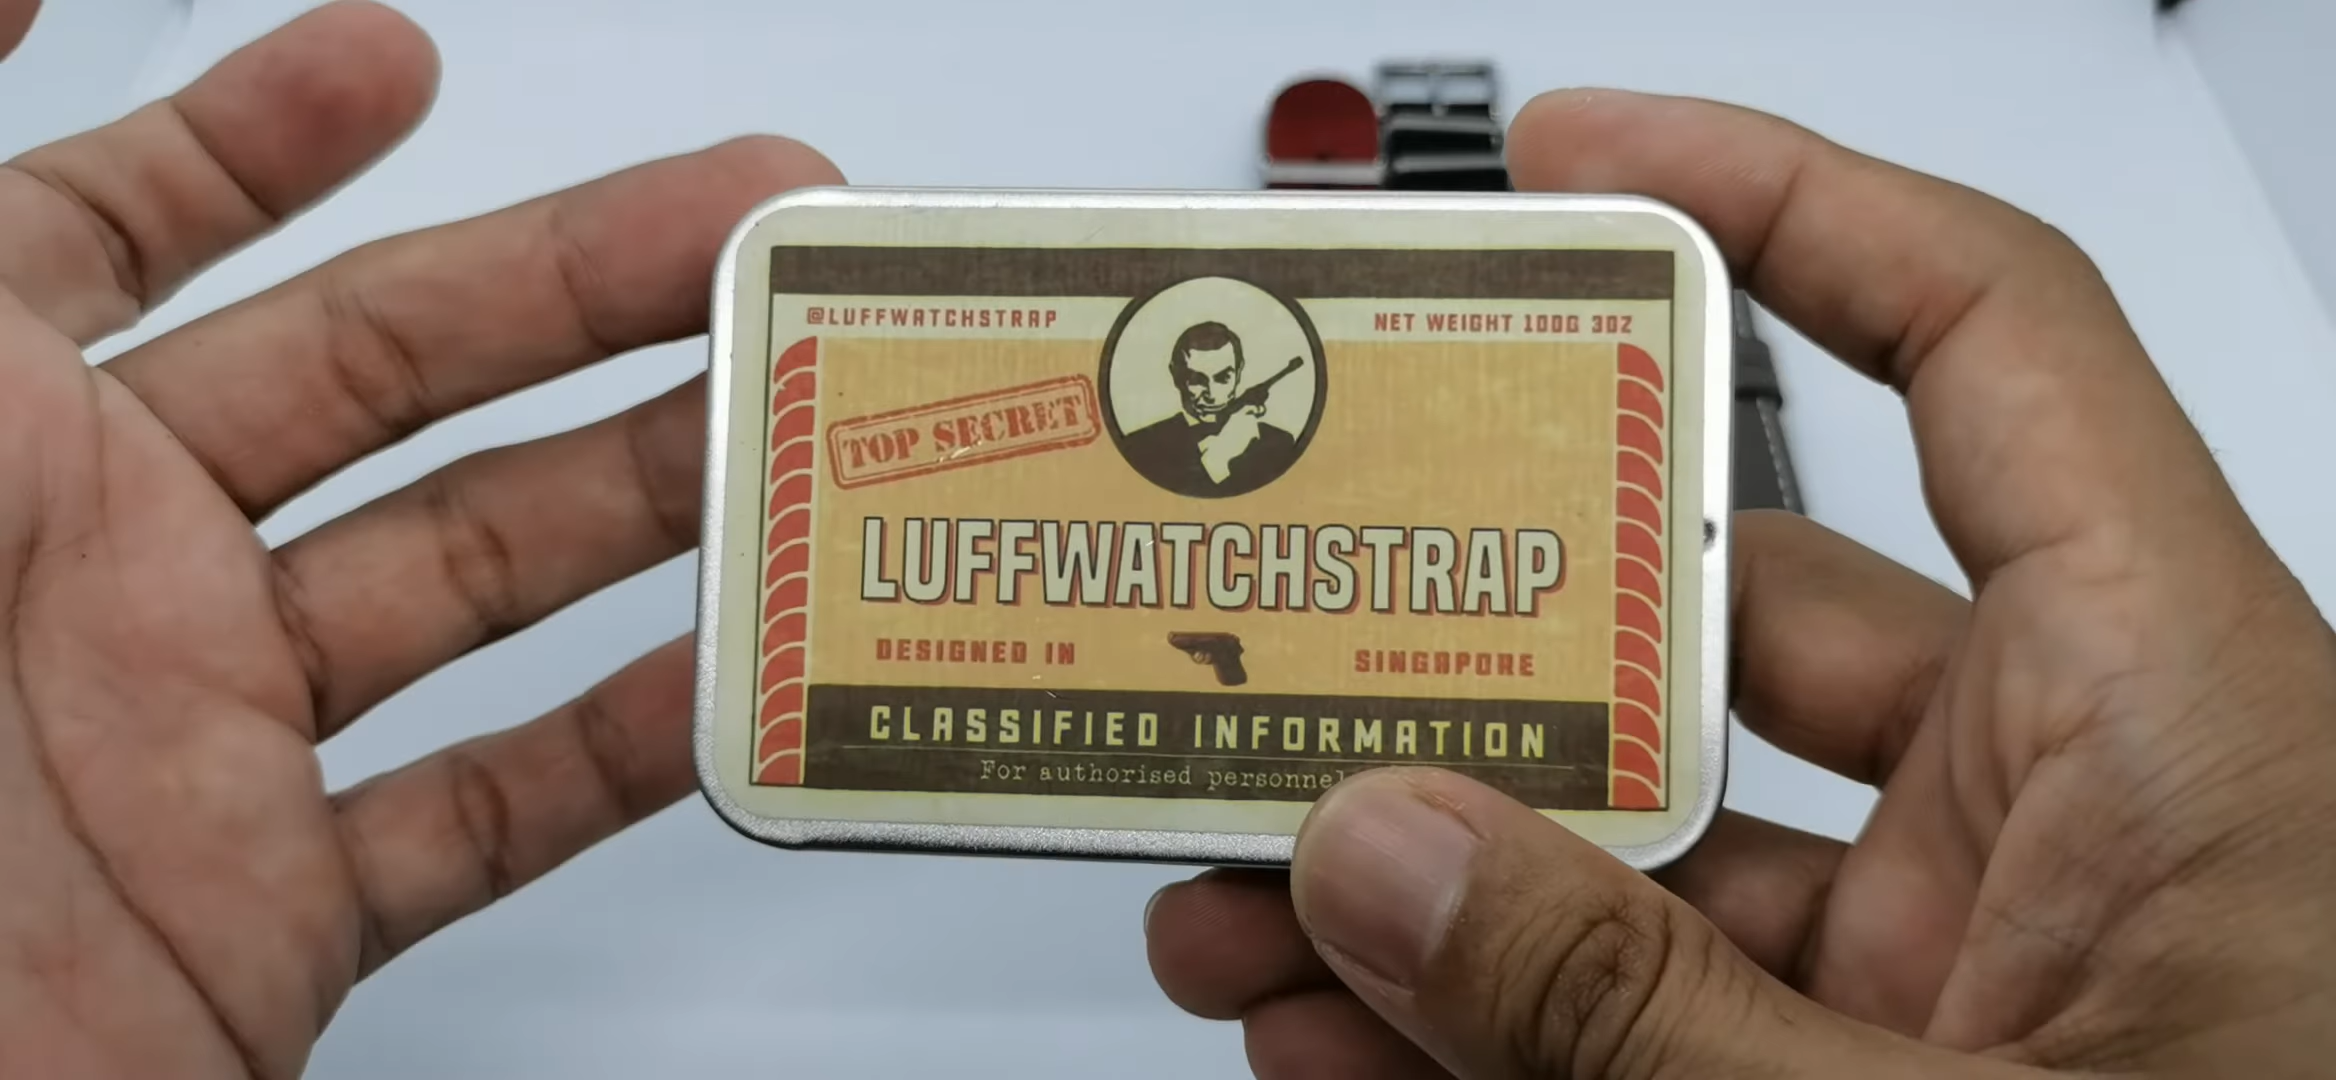 @LUFFWATCHSTRAP
NET WEIGHT 100G 3OZ
TOP SECRET
LUFFWATCHSTRAP
DESIGNED IN
SINGAPORE
CLASSIFIED INFORMATION
For authorised personnel